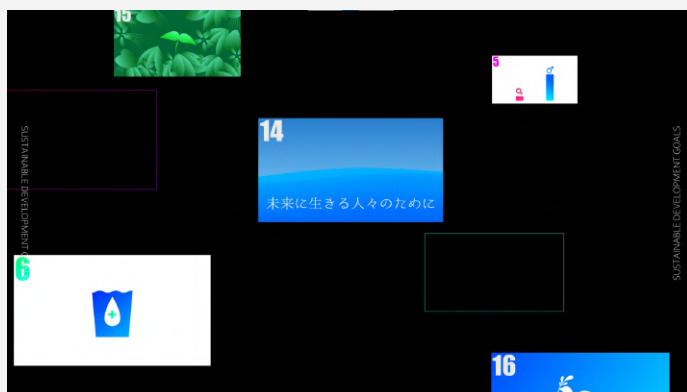 15
5
14
未来に生きる人々のために
SUSTAINABLE DEVELOPMENT GOALS
SUSTAINABLE DEVELOPMENT G
6
16